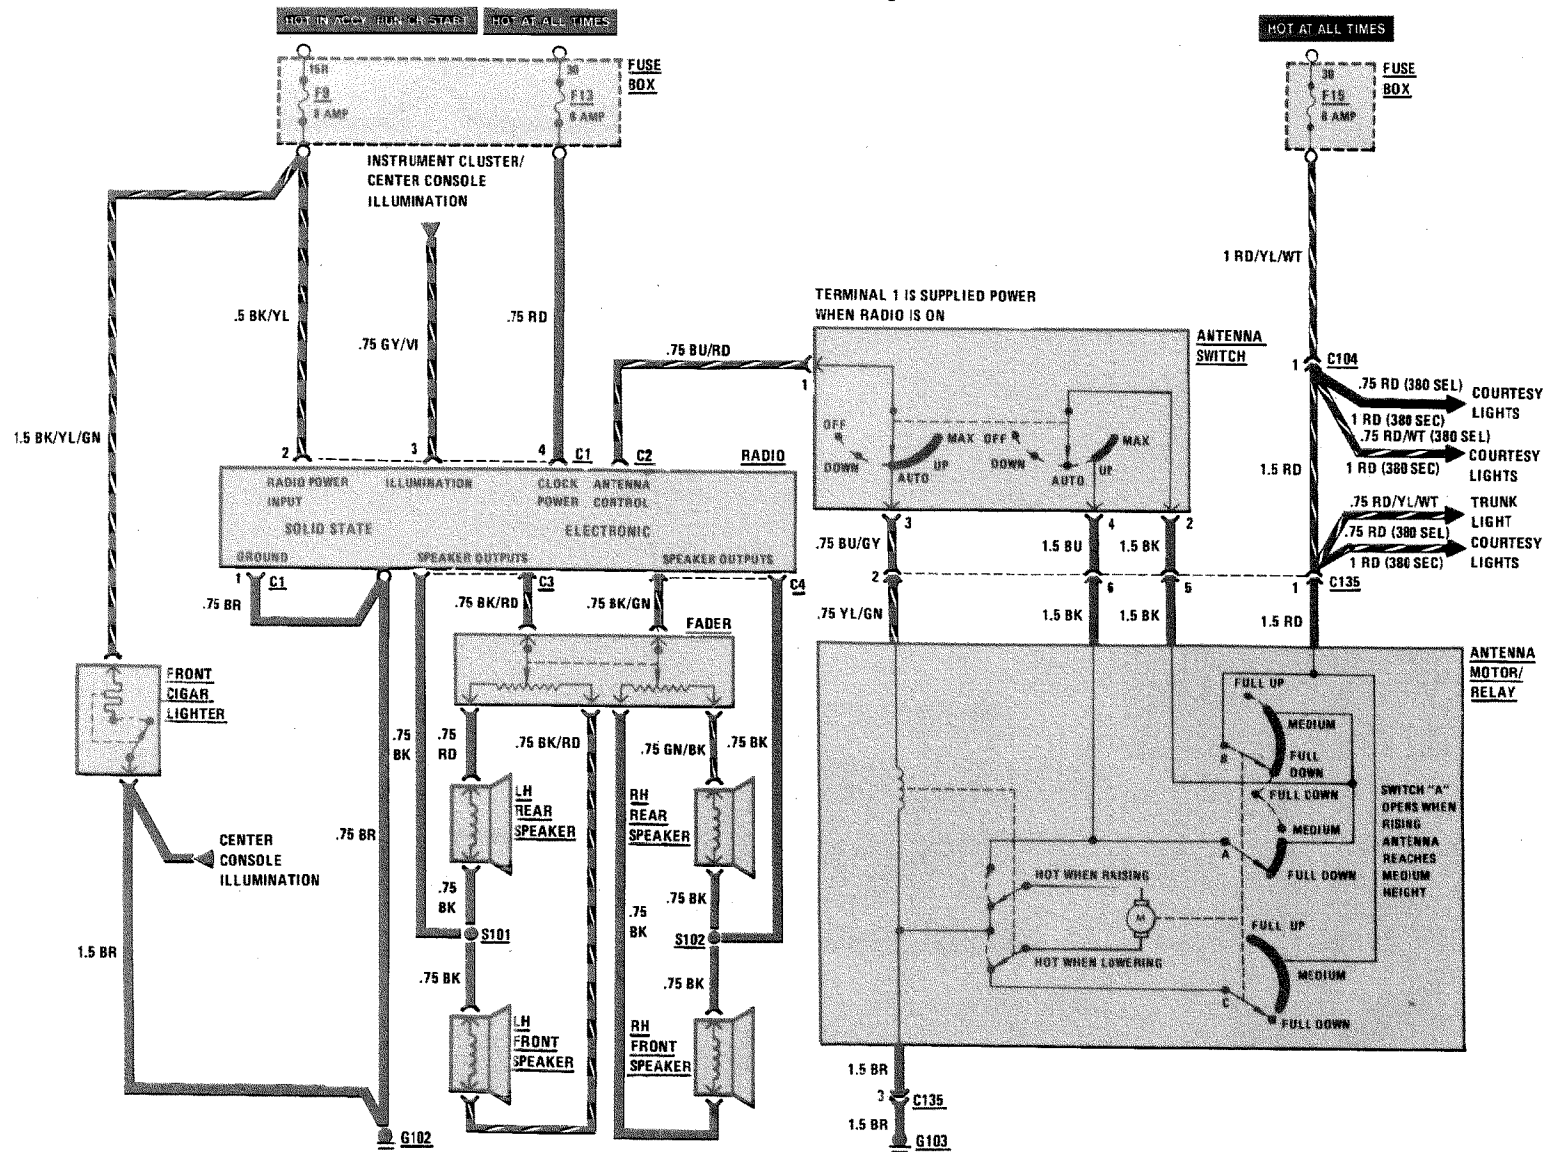 HOT IN ACCY, RUN OR START
HOT AT ALL TIMES
HOT AT ALL TIMES
15R
F9
8 AMP
30
F13
8 AMP
FUSE
BOX
30
F15
8 AMP
FUSE
BOX
INSTRUMENT CLUSTER/
CENTER CONSOLE
ILLUMINATION
1 RD/YL/WT
.5 BK/YL
.75 GY/VI
.75 RD
1.5 BK/YL/GN
.75 BU/RD
1
TERMINAL 1 IS SUPPLIED POWER
WHEN RADIO IS ON
ANTENNA
SWITCH
OFF
DOWN
MAX
UP
AUTO
OFF
DOWN
MAX
UP
AUTO
1
C104
.75 RD (380 SEL)
1 RD (380 SEC)
COURTESY
LIGHTS
.75 RD/WT (380 SEL)
1 RD (380 SEC)
COURTESY
LIGHTS
1.5 RD
.75 RD/YL/WT
TRUNK
LIGHT
.75 RD (380 SEL)
1 RD (380 SEC)
COURTESY
LIGHTS
2
3
4
C1
C2
RADIO
RADIO POWER
INPUT
ILLUMINATION
CLOCK
POWER
ANTENNA
CONTROL
SOLID STATE
ELECTRONIC
GROUND
SPEAKER OUTPUTS
SPEAKER OUTPUTS
1
C1
.75 BR
C3
C4
.75 BK/RD
.75 BK/GN
3
4
2
.75 BU/GY
1.5 BU
1.5 BK
2
6
5
1
C135
.75 YL/GN
1.5 BK
1.5 BK
1.5 RD
FADER
FRONT
CIGAR
LIGHTER
.75
BK
.75
RD
.75 BK/RD
.75 GN/BK
.75 BK
LH
REAR
SPEAKER
RH
REAR
SPEAKER
.75 BR
CENTER
CONSOLE
ILLUMINATION
.75
BK
.75
BK
.75 BK
S101
S102
1.5 BR
.75 BK
.75 BK
LH
FRONT
SPEAKER
RH
FRONT
SPEAKER
G102
ANTENNA
MOTOR/
RELAY
FULL UP
MEDIUM
B
FULL
DOWN
FULL DOWN
MEDIUM
A
FULL DOWN
SWITCH "A"
OPENS WHEN
RISING
ANTENNA
REACHES
MEDIUM
HEIGHT
HOT WHEN RAISING
M
HOT WHEN LOWERING
FULL UP
MEDIUM
C
FULL DOWN
1.5 BR
3
C135
1.5 BR
G103